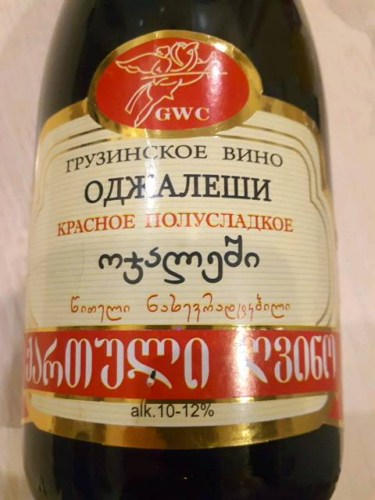 GWC
ГРУЗИНСКОЕ ВИНО
ОДЖАЛЕШИ
КРАСНОЕ ПОЛУСЛАДКОЕ
ოჯალეში
წითელი ნახევრადტკბილი
ქართული ღვინო
alk.10-12%